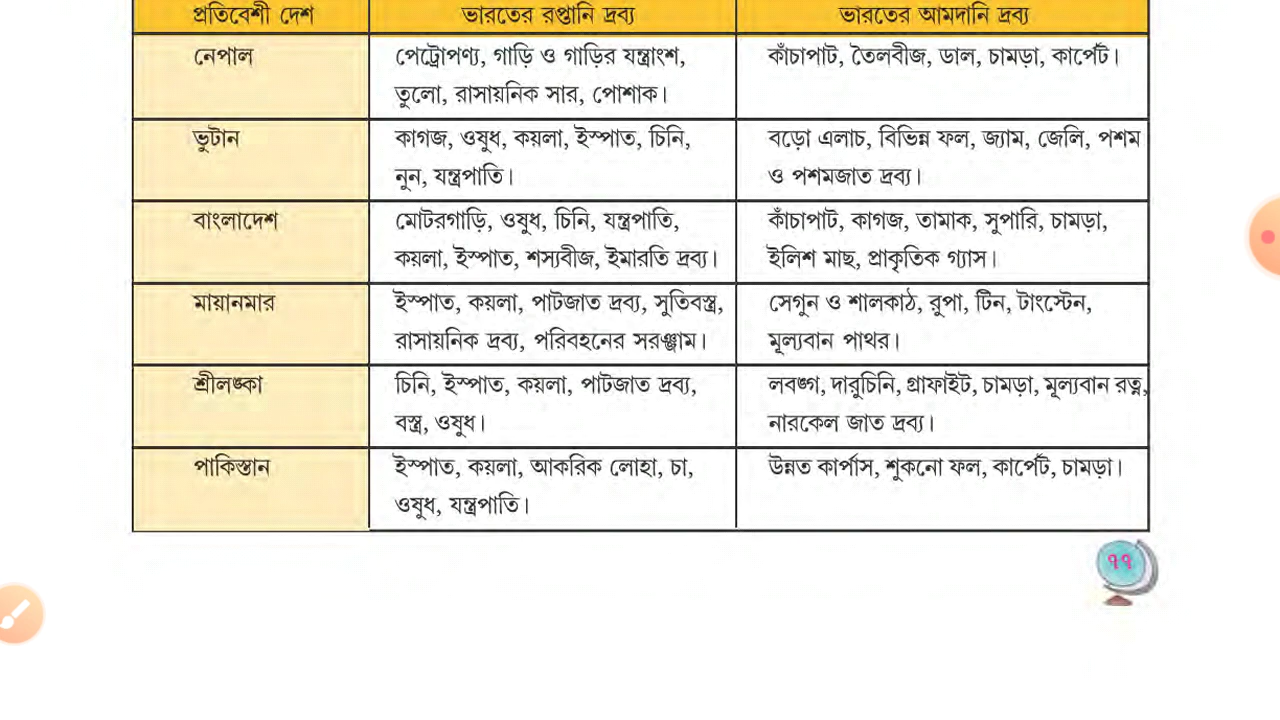 প্রতিবেশী দেশ ভারতের রপ্তানি দ্রব্য ভারতের আমদানি দ্রব্য
নেপাল পেট্রোপণ্য, গাড়ি ও গাড়ির যন্ত্রাংশ, কাঁচাপাট, তৈলবীজ, ডাল, চামড়া, কার্পেট।
তুলো, রাসায়নিক সার, পোশাক।
ভুটান কাগজ, ওষুধ, কয়লা, ইস্পাত, চিনি, বড়ো এলাচ, বিভিন্ন ফল, জ্যাম, জেলি, পশম
নুন, যন্ত্রপাতি। ও পশমজাত দ্রব্য।
বাংলাদেশ মোটরগাড়ি, ওষুধ, চিনি, যন্ত্রপাতি, কাঁচাপাট, কাগজ, তামাক, সুপারি, চামড়া,
কয়লা, ইস্পাত, শস্যবীজ, ইমারতি দ্রব্য। ইলিশ মাছ, প্রাকৃতিক গ্যাস।
মায়ানমার ইস্পাত, কয়লা, পাটজাত দ্রব্য, সুতিবস্ত্র, সেগুন ও শালকাঠ, রুপা, টিন, টাংস্টেন,
রাসায়নিক দ্রব্য, পরিবহনের সরঞ্জাম। মূল্যবান পাথর।
শ্রীলঙ্কা চিনি, ইস্পাত, কয়লা, পাটজাত দ্রব্য, লবঙ্গ, দারুচিনি, গ্রাফাইট, চামড়া, মূল্যবান রত্ন,
বস্ত্র, ওষুধ। নারকেল জাত দ্রব্য।
পাকিস্তান ইস্পাত, কয়লা, আকরিক লোহা, চা, উন্নত কার্পাস, শুকনো ফল, কার্পেট, চামড়া।
ওষুধ, যন্ত্রপাতি।
৭৭